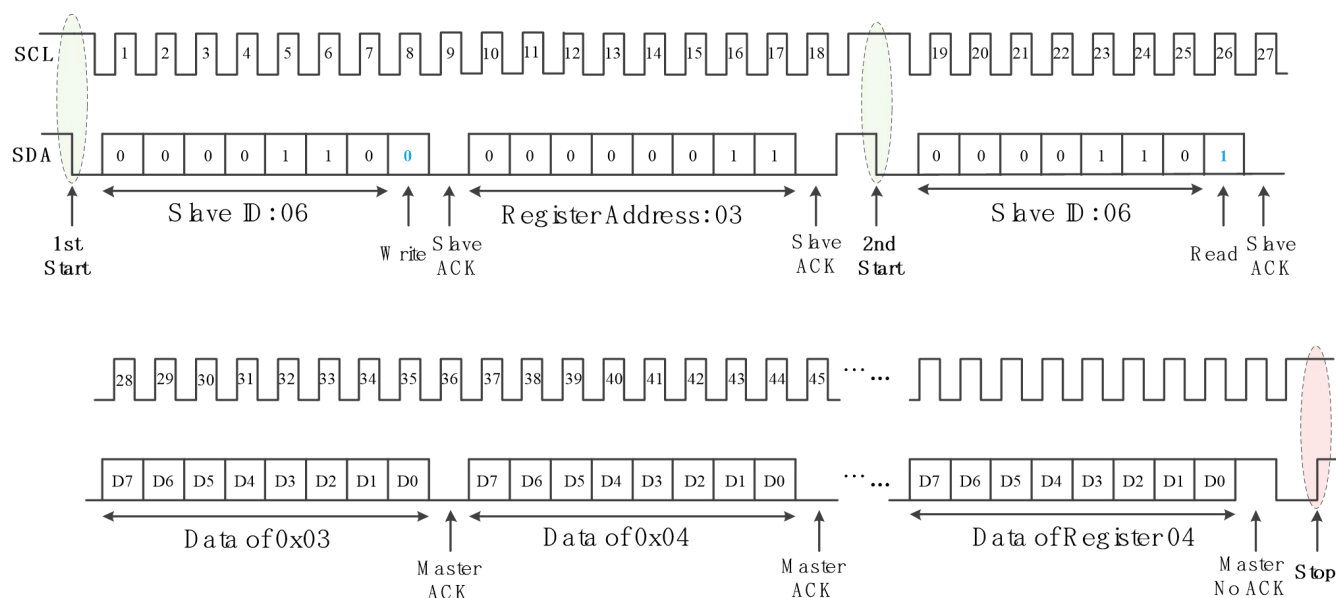 SCL 1 2 3 4 5 6 7 8 9 10 11 12 13 14 15 16 17 18 19 20 21 22 23 24 25 26 27
SDA 0 0 0 0 1 1 0 0 0 0 0 0 0 0 1 1 0 0 0 0 1 1 0 1
Slave ID:06 Register Address:03 Slave ID:06
1st Start
Write
Slave ACK
Slave ACK
2nd Start
Read
Slave ACK
28 29 30 31 32 33 34 35 36 37 38 39 40 41 42 43 44 45 ... ...
D7 D6 D5 D4 D3 D2 D1 D0 D7 D6 D5 D4 D3 D2 D1 D0 ... ... D7 D6 D5 D4 D3 D2 D1 D0
Data of 0x03 Data of 0x04 Data of Register 04
Master ACK
Master ACK
Master No ACK
Stop